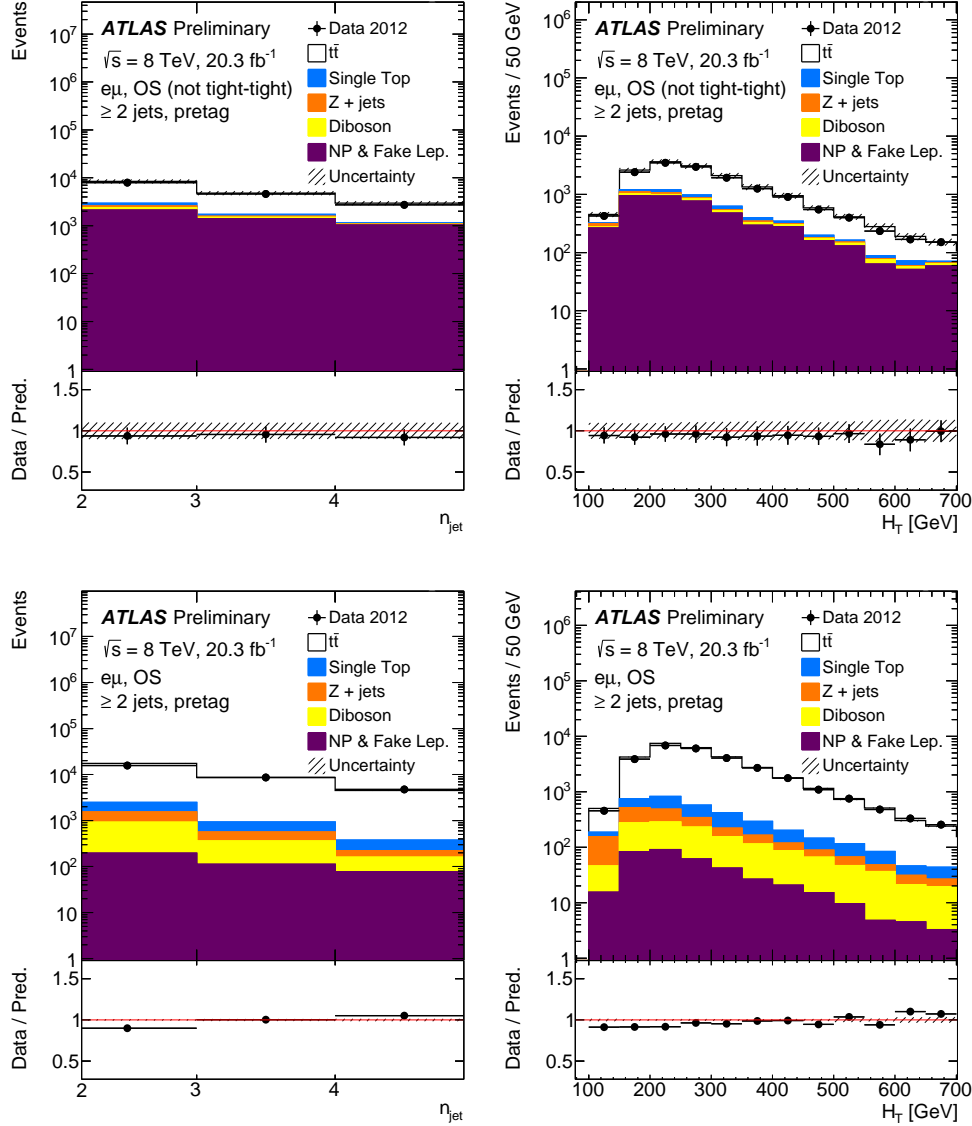 Events
ATLAS Preliminary
√s = 8 TeV, 20.3 fb⁻¹
eμ, OS (not tight-tight)
≥ 2 jets, pretag
Data 2012
tt̄
Single Top
Z + jets
Diboson
NP & Fake Lep.
Uncertainty
10⁷
10⁶
10⁵
10⁴
10³
10²
10
1
Data / Pred.
1.5
1
0.5
2 3 4
n_jet
Events / 50 GeV
ATLAS Preliminary
√s = 8 TeV, 20.3 fb⁻¹
eμ, OS (not tight-tight)
≥ 2 jets, pretag
Data 2012
tt̄
Single Top
Z + jets
Diboson
NP & Fake Lep.
Uncertainty
10⁶
10⁵
10⁴
10³
10²
10
1
Data / Pred.
1.5
1
0.5
100 200 300 400 500 600 700
H_T [GeV]
Events
ATLAS Preliminary
√s = 8 TeV, 20.3 fb⁻¹
eμ, OS
≥ 2 jets, pretag
Data 2012
tt̄
Single Top
Z + jets
Diboson
NP & Fake Lep.
Uncertainty
10⁷
10⁶
10⁵
10⁴
10³
10²
10
1
Data / Pred.
1.5
1
0.5
2 3 4
n_jet
Events / 50 GeV
ATLAS Preliminary
√s = 8 TeV, 20.3 fb⁻¹
eμ, OS
≥ 2 jets, pretag
Data 2012
tt̄
Single Top
Z + jets
Diboson
NP & Fake Lep.
Uncertainty
10⁶
10⁵
10⁴
10³
10²
10
1
Data / Pred.
1.5
1
0.5
100 200 300 400 500 600 700
H_T [GeV]